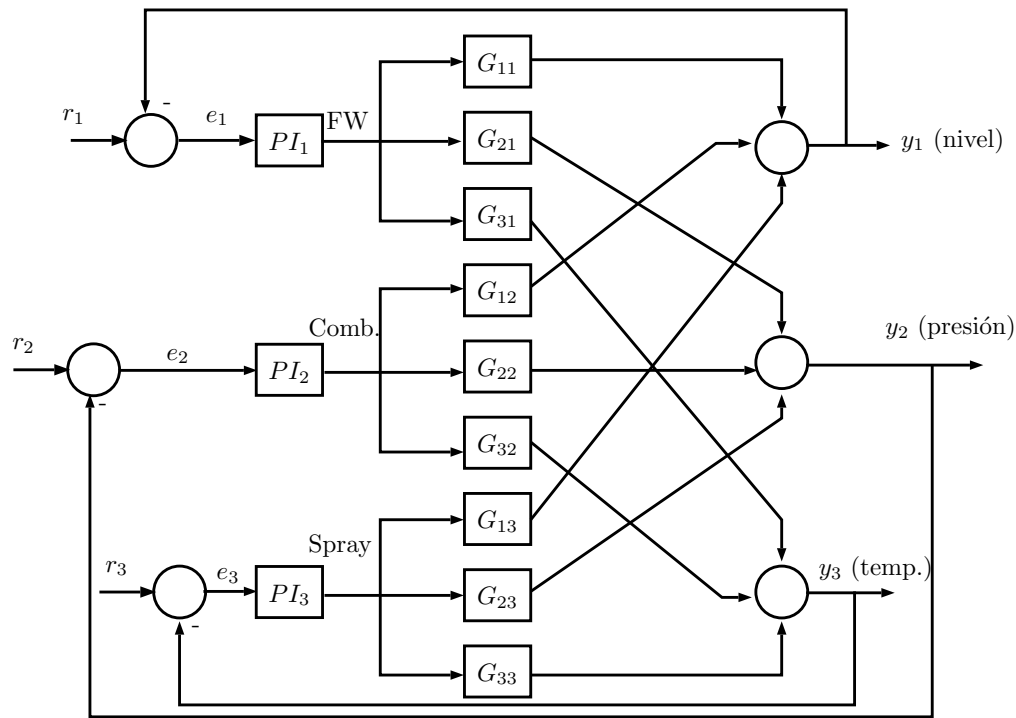 G₁₁
-
r₁
e₁
PI₁
FW
G₂₁
y₁ (nivel)
G₃₁
G₁₂
Comb.
r₂
e₂
PI₂
G₂₂
y₂ (presión)
-
G₃₂
G₁₃
Spray
r₃
e₃
PI₃
G₂₃
y₃ (temp.)
-
G₃₃